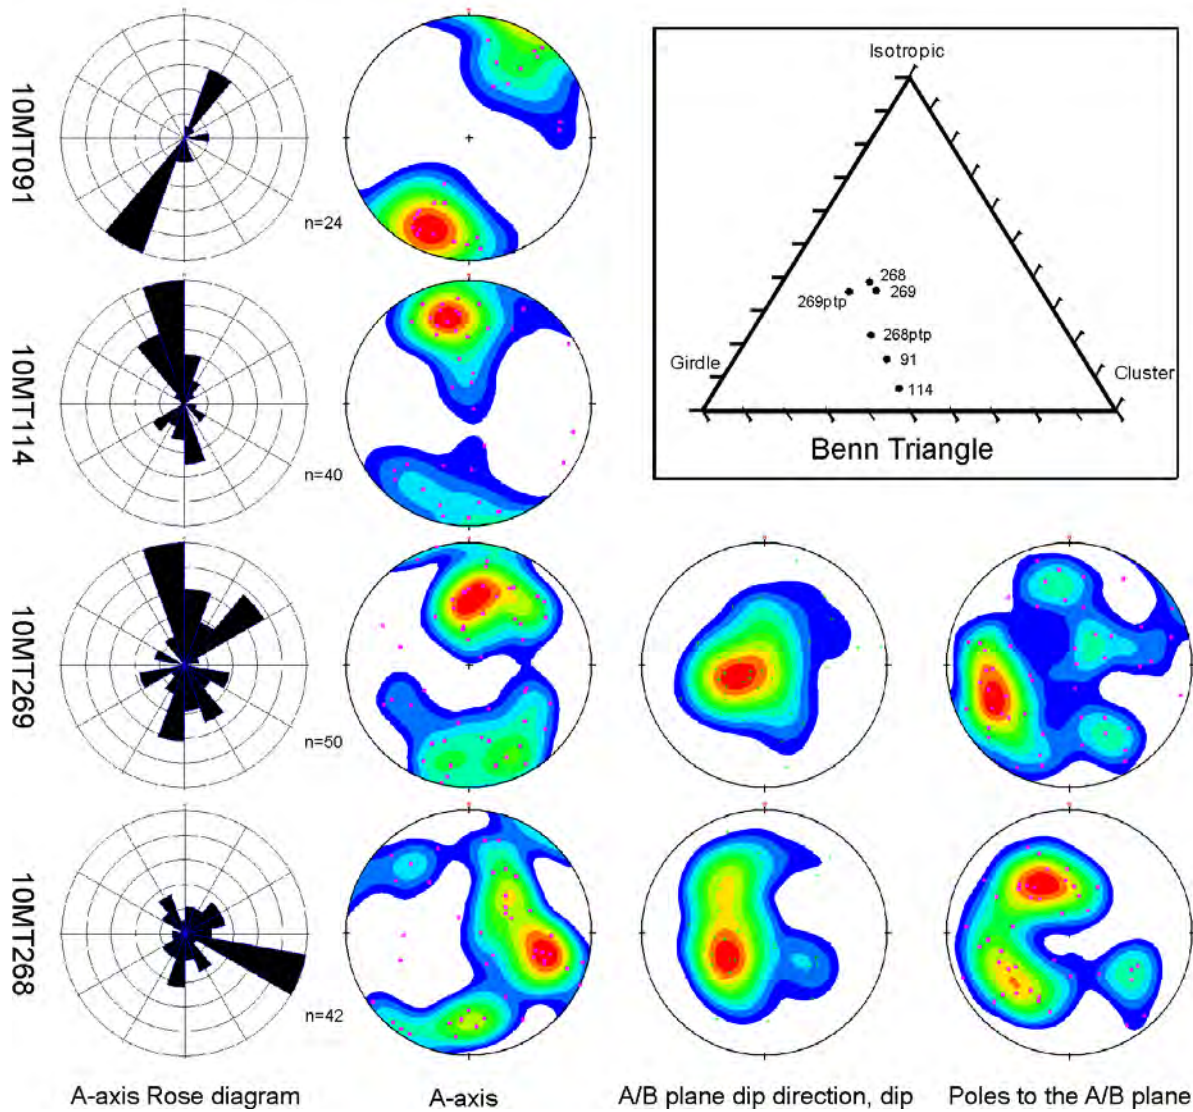 10MT091
n=24
Isotropic
268
269ptp
269
268ptp
91
Girdle
Cluster
114
Benn Triangle
10MT114
n=40
10MT269
n=50
10MT268
n=42
A-axis Rose diagram
A-axis
A/B plane dip direction, dip
Poles to the A/B plane